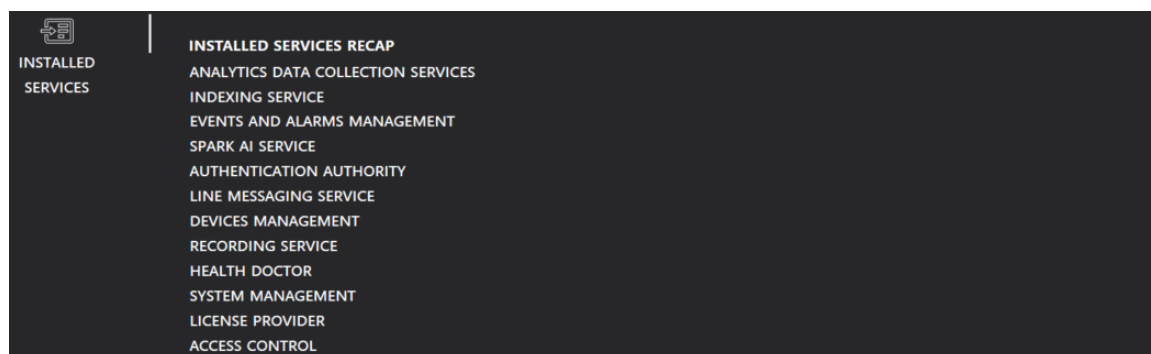 INSTALLED
SERVICES
INSTALLED SERVICES RECAP
ANALYTICS DATA COLLECTION SERVICES
INDEXING SERVICE
EVENTS AND ALARMS MANAGEMENT
SPARK AI SERVICE
AUTHENTICATION AUTHORITY
LINE MESSAGING SERVICE
DEVICES MANAGEMENT
RECORDING SERVICE
HEALTH DOCTOR
SYSTEM MANAGEMENT
LICENSE PROVIDER
ACCESS CONTROL